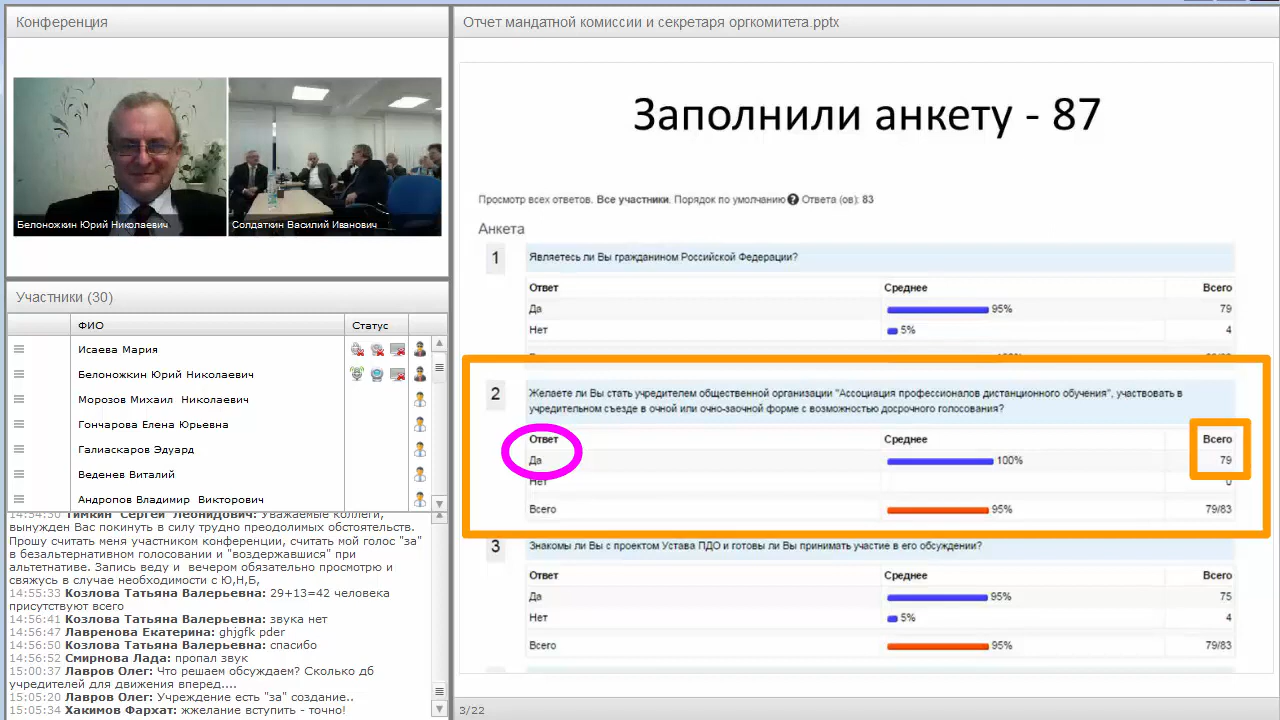 Конференция
Белоножкин Юрий Николаевич
Солдаткин Василий Иванович
Участники (30)
ФИО
Статус
Исаева Мария
Белоножкин Юрий Николаевич
Морозов Михаил Николаевич
Гончарова Елена Юрьевна
Галиаскаров Эдуард
Веденев Виталий
Андропов Владимир Викторович
14:54:30 Тимкин Сергей Леонидович: Уважаемые коллеги,
вынужден Вас покинуть в силу трудно преодолимых обстоятельств.
Прошу считать меня участником конференции, считать мой голос "за"
в безальтернативном голосвании и "воздержавшися" при
альтетнативе. Запись веду и вечером обязательно просмотрю и
свяжусь в случае необходимости с Ю,Н,Б,
14:55:33 Козлова Татьяна Валерьевна: 29+13=42 человека
присутствуют всего
14:56:41 Козлова Татьяна Валерьевна: звука нет
14:56:47 Лавренова Екатерина: ghjgfk pder
14:56:50 Козлова Татьяна Валерьевна: спасибо
14:56:52 Смирнова Лада: пропал звук
15:00:37 Лавров Олег: Что решаем обсуждаем? Сколько дб
учредителей для движения вперед....
15:05:20 Лавров Олег: Учреждение есть "за" создание..
15:05:34 Хакимов Фархат: жжелание вступить - точно!
Отчет мандатной комиссии и секретаря оргкомитета.pptx
Заполнили анкету - 87
Просмотр всех ответов. Все участники. Порядок по умолчанию ? Ответа (ов): 83
Анкета
1 Являетесь ли Вы гражданином Российской Федерации?
Ответ Среднее Всего
Да 95% 79
Нет 5% 4
2 Желаете ли Вы стать учредителем общественной организации "Ассоциация профессионалов дистанционного обучения", участвовать в
учредительном съезде в очной или очно-заочной форме с возможностью досрочного голосования?
Ответ Среднее Всего
Да 100% 79
Нет 0
Всего 95% 79/83
3 Знакомы ли Вы с проектом Устава ПДО и готовы ли Вы принимать участие в его обсуждении?
Ответ Среднее Всего
Да 95% 75
Нет 5% 4
Всего 95% 79/83
3/22